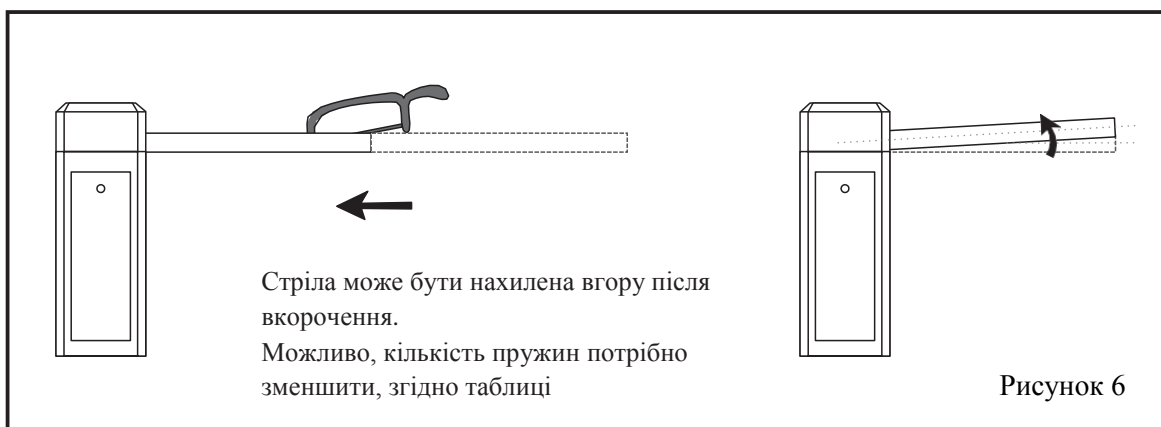 Стріла може бути нахилена вгору після
вкорочення.
Можливо, кількість пружин потрібно
зменшити, згідно таблиці
Рисунок 6